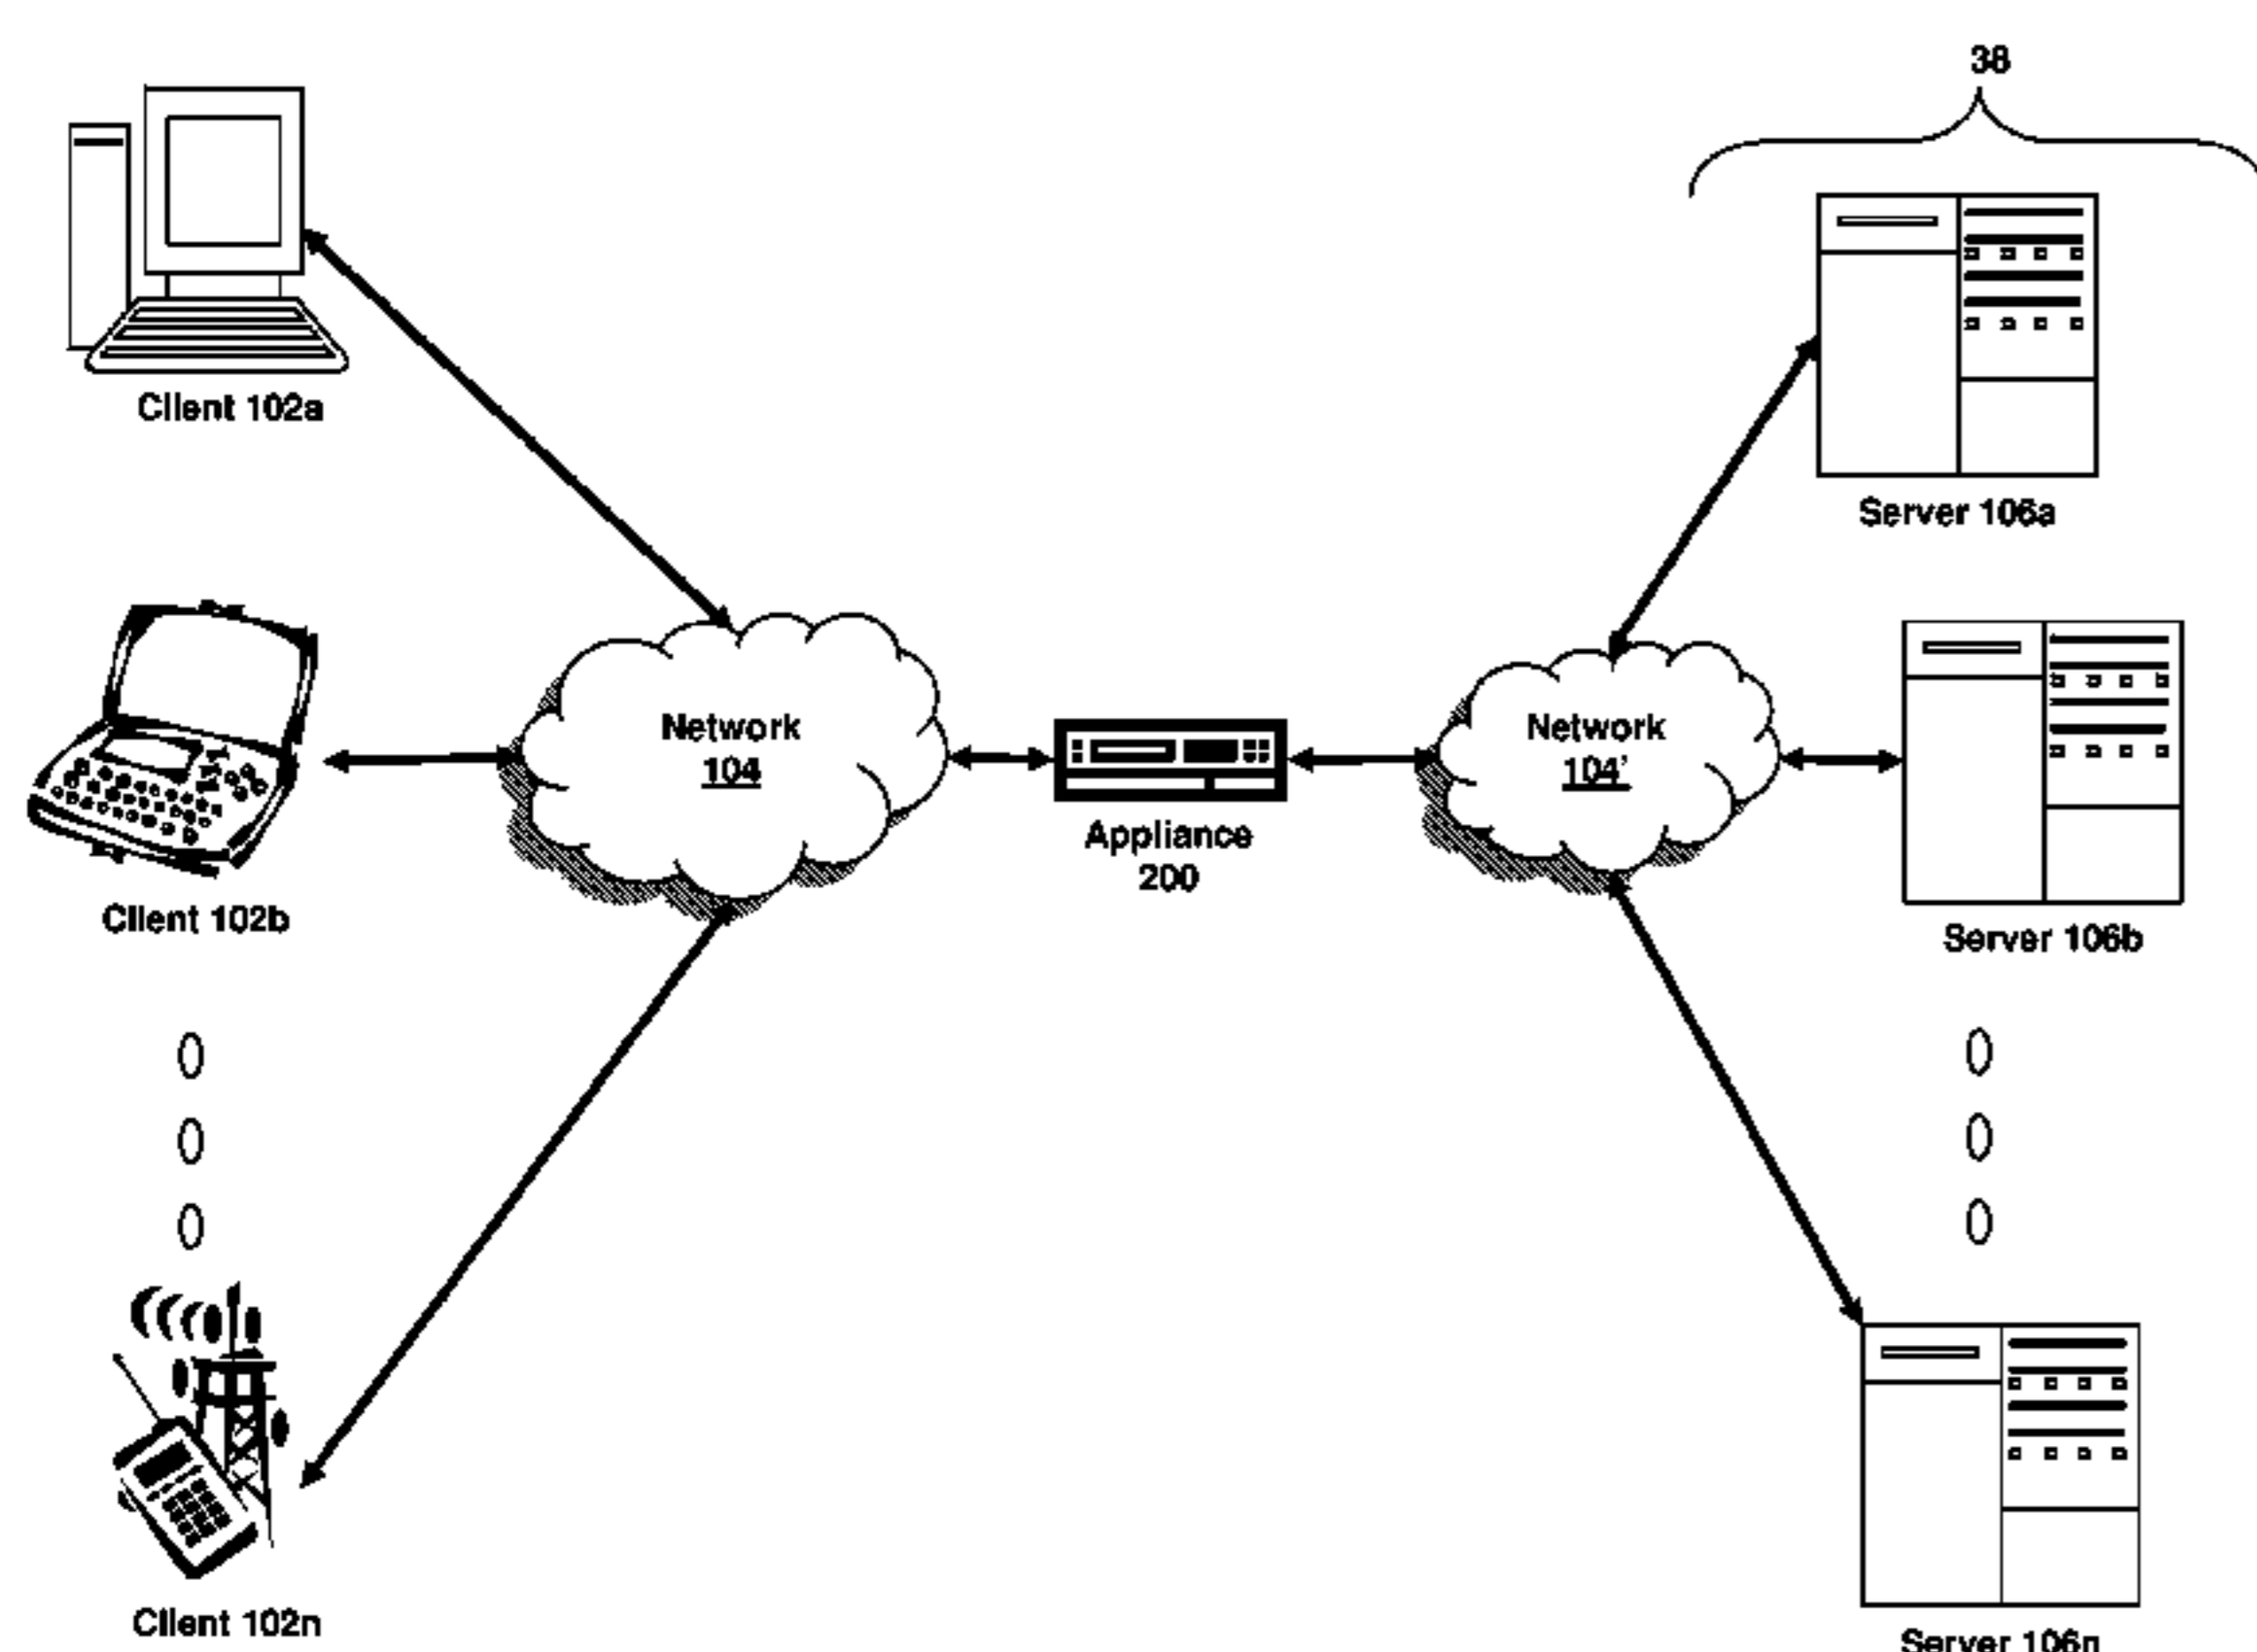 38
Client 102a
Server 106a
Network
104
Network
104'
Appliance
200
Client 102b
Server 106b
Client 102n
Server 106n